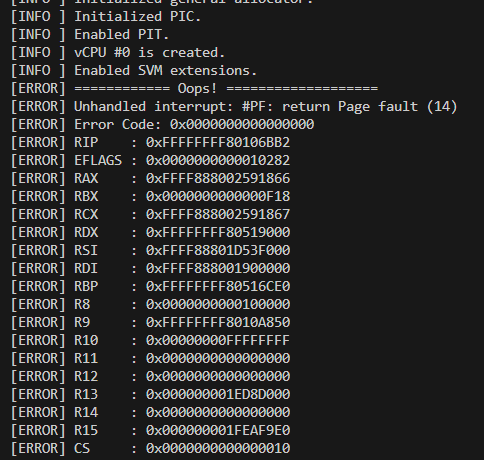 [INFO ] Initialized general allocator.
[INFO ] Initialized PIC.
[INFO ] Enabled PIT.
[INFO ] vCPU #0 is created.
[INFO ] Enabled SVM extensions.
[ERROR] ============ Oops! ===================
[ERROR] Unhandled interrupt: #PF: return Page fault (14)
[ERROR] Error Code: 0x0000000000000000
[ERROR] RIP    : 0xFFFFFFFF80106BB2
[ERROR] EFLAGS : 0x0000000000010282
[ERROR] RAX    : 0xFFFF888002591866
[ERROR] RBX    : 0x0000000000000F18
[ERROR] RCX    : 0xFFFF888002591867
[ERROR] RDX    : 0xFFFFFFFF80519000
[ERROR] RSI    : 0xFFFF88801D53F000
[ERROR] RDI    : 0xFFFF888001900000
[ERROR] RBP    : 0xFFFFFFFF80516CE0
[ERROR] R8     : 0x0000000000100000
[ERROR] R9     : 0xFFFFFFFF8010A850
[ERROR] R10    : 0x00000000FFFFFFFF
[ERROR] R11    : 0x0000000000000000
[ERROR] R12    : 0x0000000000000000
[ERROR] R13    : 0x000000001ED8D000
[ERROR] R14    : 0x0000000000000000
[ERROR] R15    : 0x000000001FEAF9E0
[ERROR] CS     : 0x0000000000000010